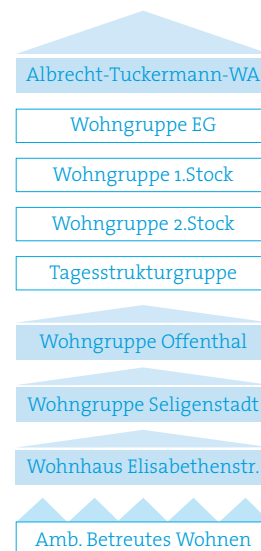 Albrecht-Tuckermann-WA
Wohngruppe EG
Wohngruppe 1.Stock
Wohngruppe 2.Stock
Tagesstrukturgruppe
Wohngruppe Offenthal
Wohngruppe Seligenstadt
Wohnhaus Elisabethenstr.
Amb. Betreutes Wohnen